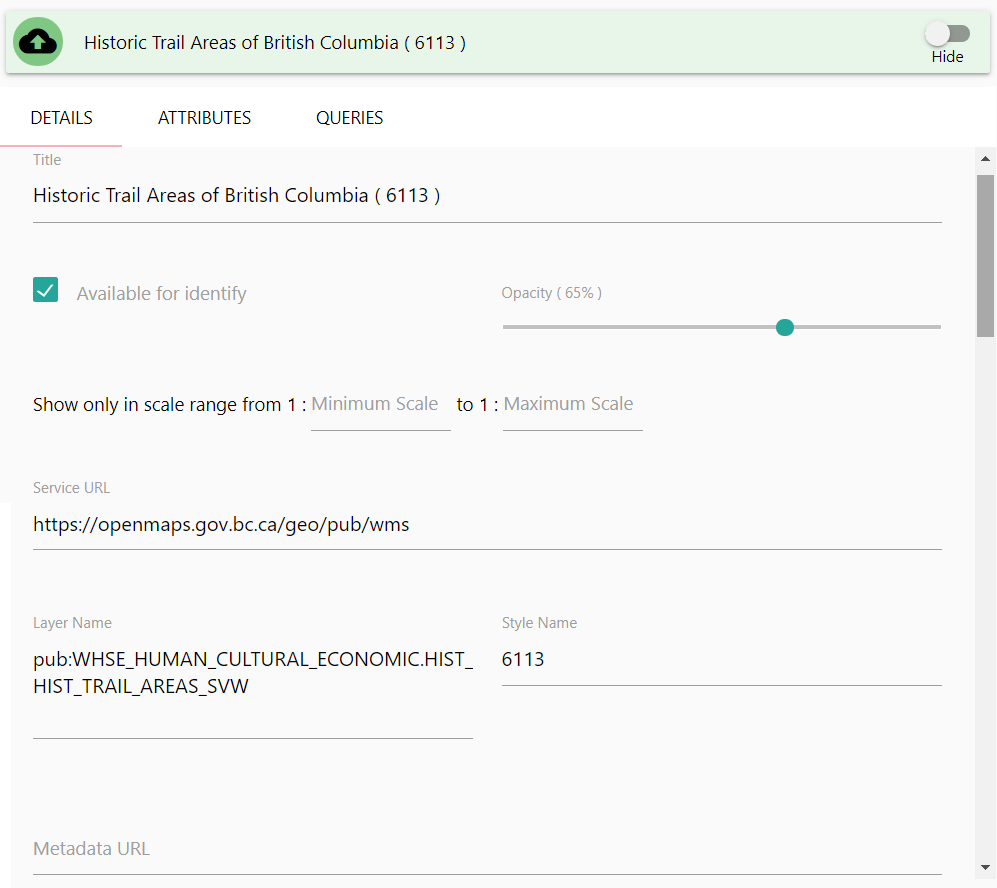 Historic Trail Areas of British Columbia ( 6113 )
Hide
DETAILS ATTRIBUTES QUERIES
Title
Historic Trail Areas of British Columbia ( 6113 )
Available for identify
Opacity ( 65% )
Show only in scale range from 1 : Minimum Scale to 1 : Maximum Scale
Service URL
https://openmaps.gov.bc.ca/geo/pub/wms
Layer Name
pub:WHSE_HUMAN_CULTURAL_ECONOMIC.HIST_
HIST_TRAIL_AREAS_SVW
Style Name
6113
Metadata URL